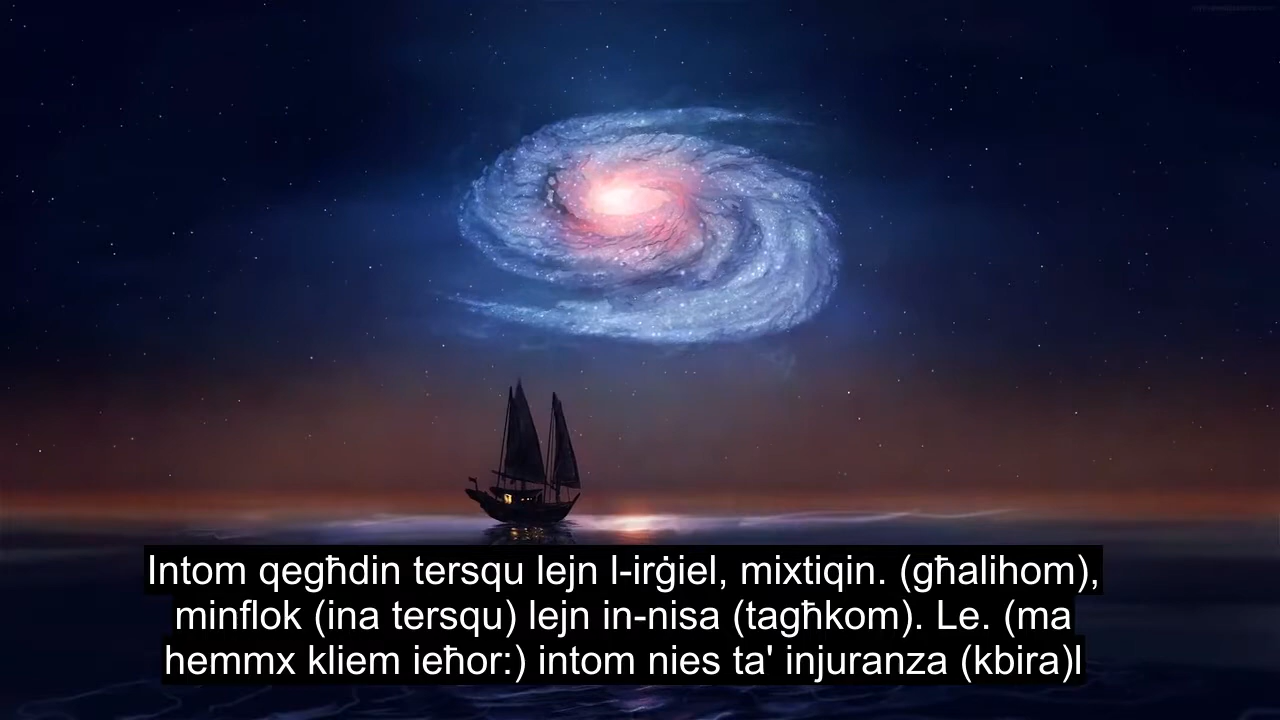 Intom qegħdin tersqu lejn l-irġiel, mixtiqin. (għalihom),
minflok (ina tersqu) lejn in-nisa (tagħkom). Le. (ma
hemmx kliem ieħor:) intom nies ta' injuranza (kbira)l